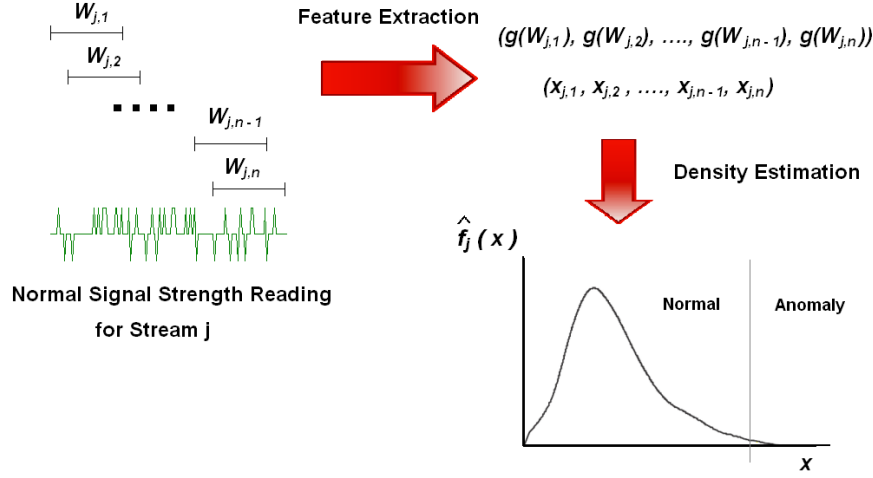 W_{j,1}
W_{j,2}
W_{j,n-1}
W_{j,n}
Normal Signal Strength Reading
for Stream j
Feature Extraction
(g(W_{j,1}), g(W_{j,2}), ...., g(W_{j,n-1}), g(W_{j,n}))
(x_{j,1}, x_{j,2}, ...., x_{j,n-1}, x_{j,n})
Density Estimation
\hat{f}_j(x)
Normal
Anomaly
x